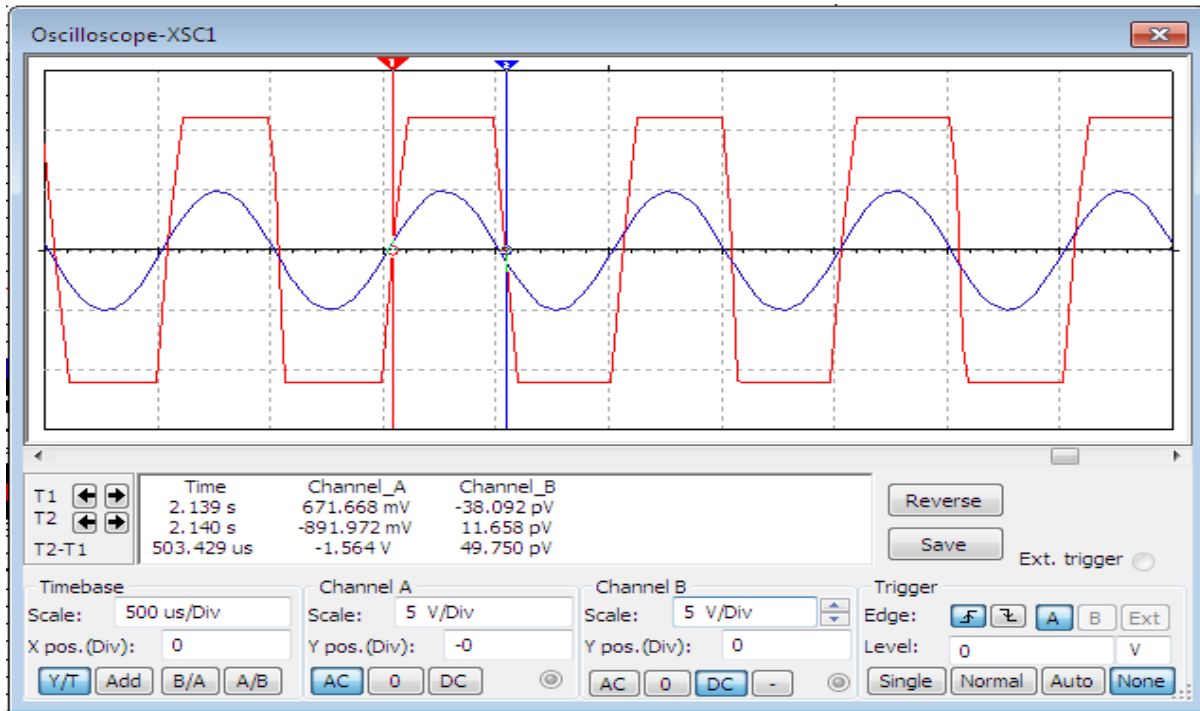 Oscilloscope-XSC1
1 2
Time Channel_A Channel_B
T1 2.139 s 671.668 mV -38.092 pV
T2 2.140 s -891.972 mV 11.658 pV
T2-T1 503.429 us -1.564 V 49.750 pV
Reverse
Save
Ext. trigger
Timebase
Scale: 500 us/Div
X pos.(Div): 0
Y/T Add B/A A/B
Channel A
Scale: 5 V/Div
Y pos.(Div): -0
AC 0 DC
Channel B
Scale: 5 V/Div
Y pos.(Div): 0
AC 0 DC -
Trigger
Edge: A B Ext
Level: 0 V
Single Normal Auto None